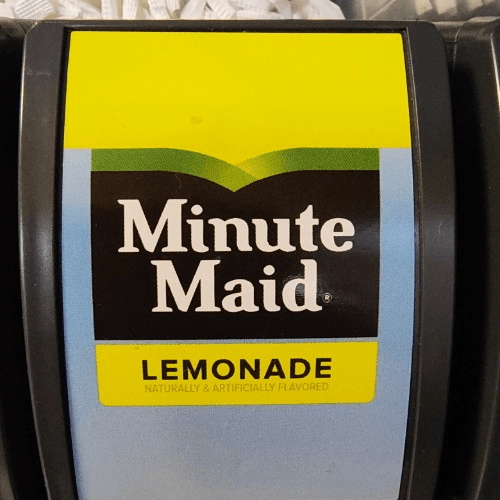 Minute
Maid®
LEMONADE
NATURALLY & ARTIFICIALLY FLAVORED